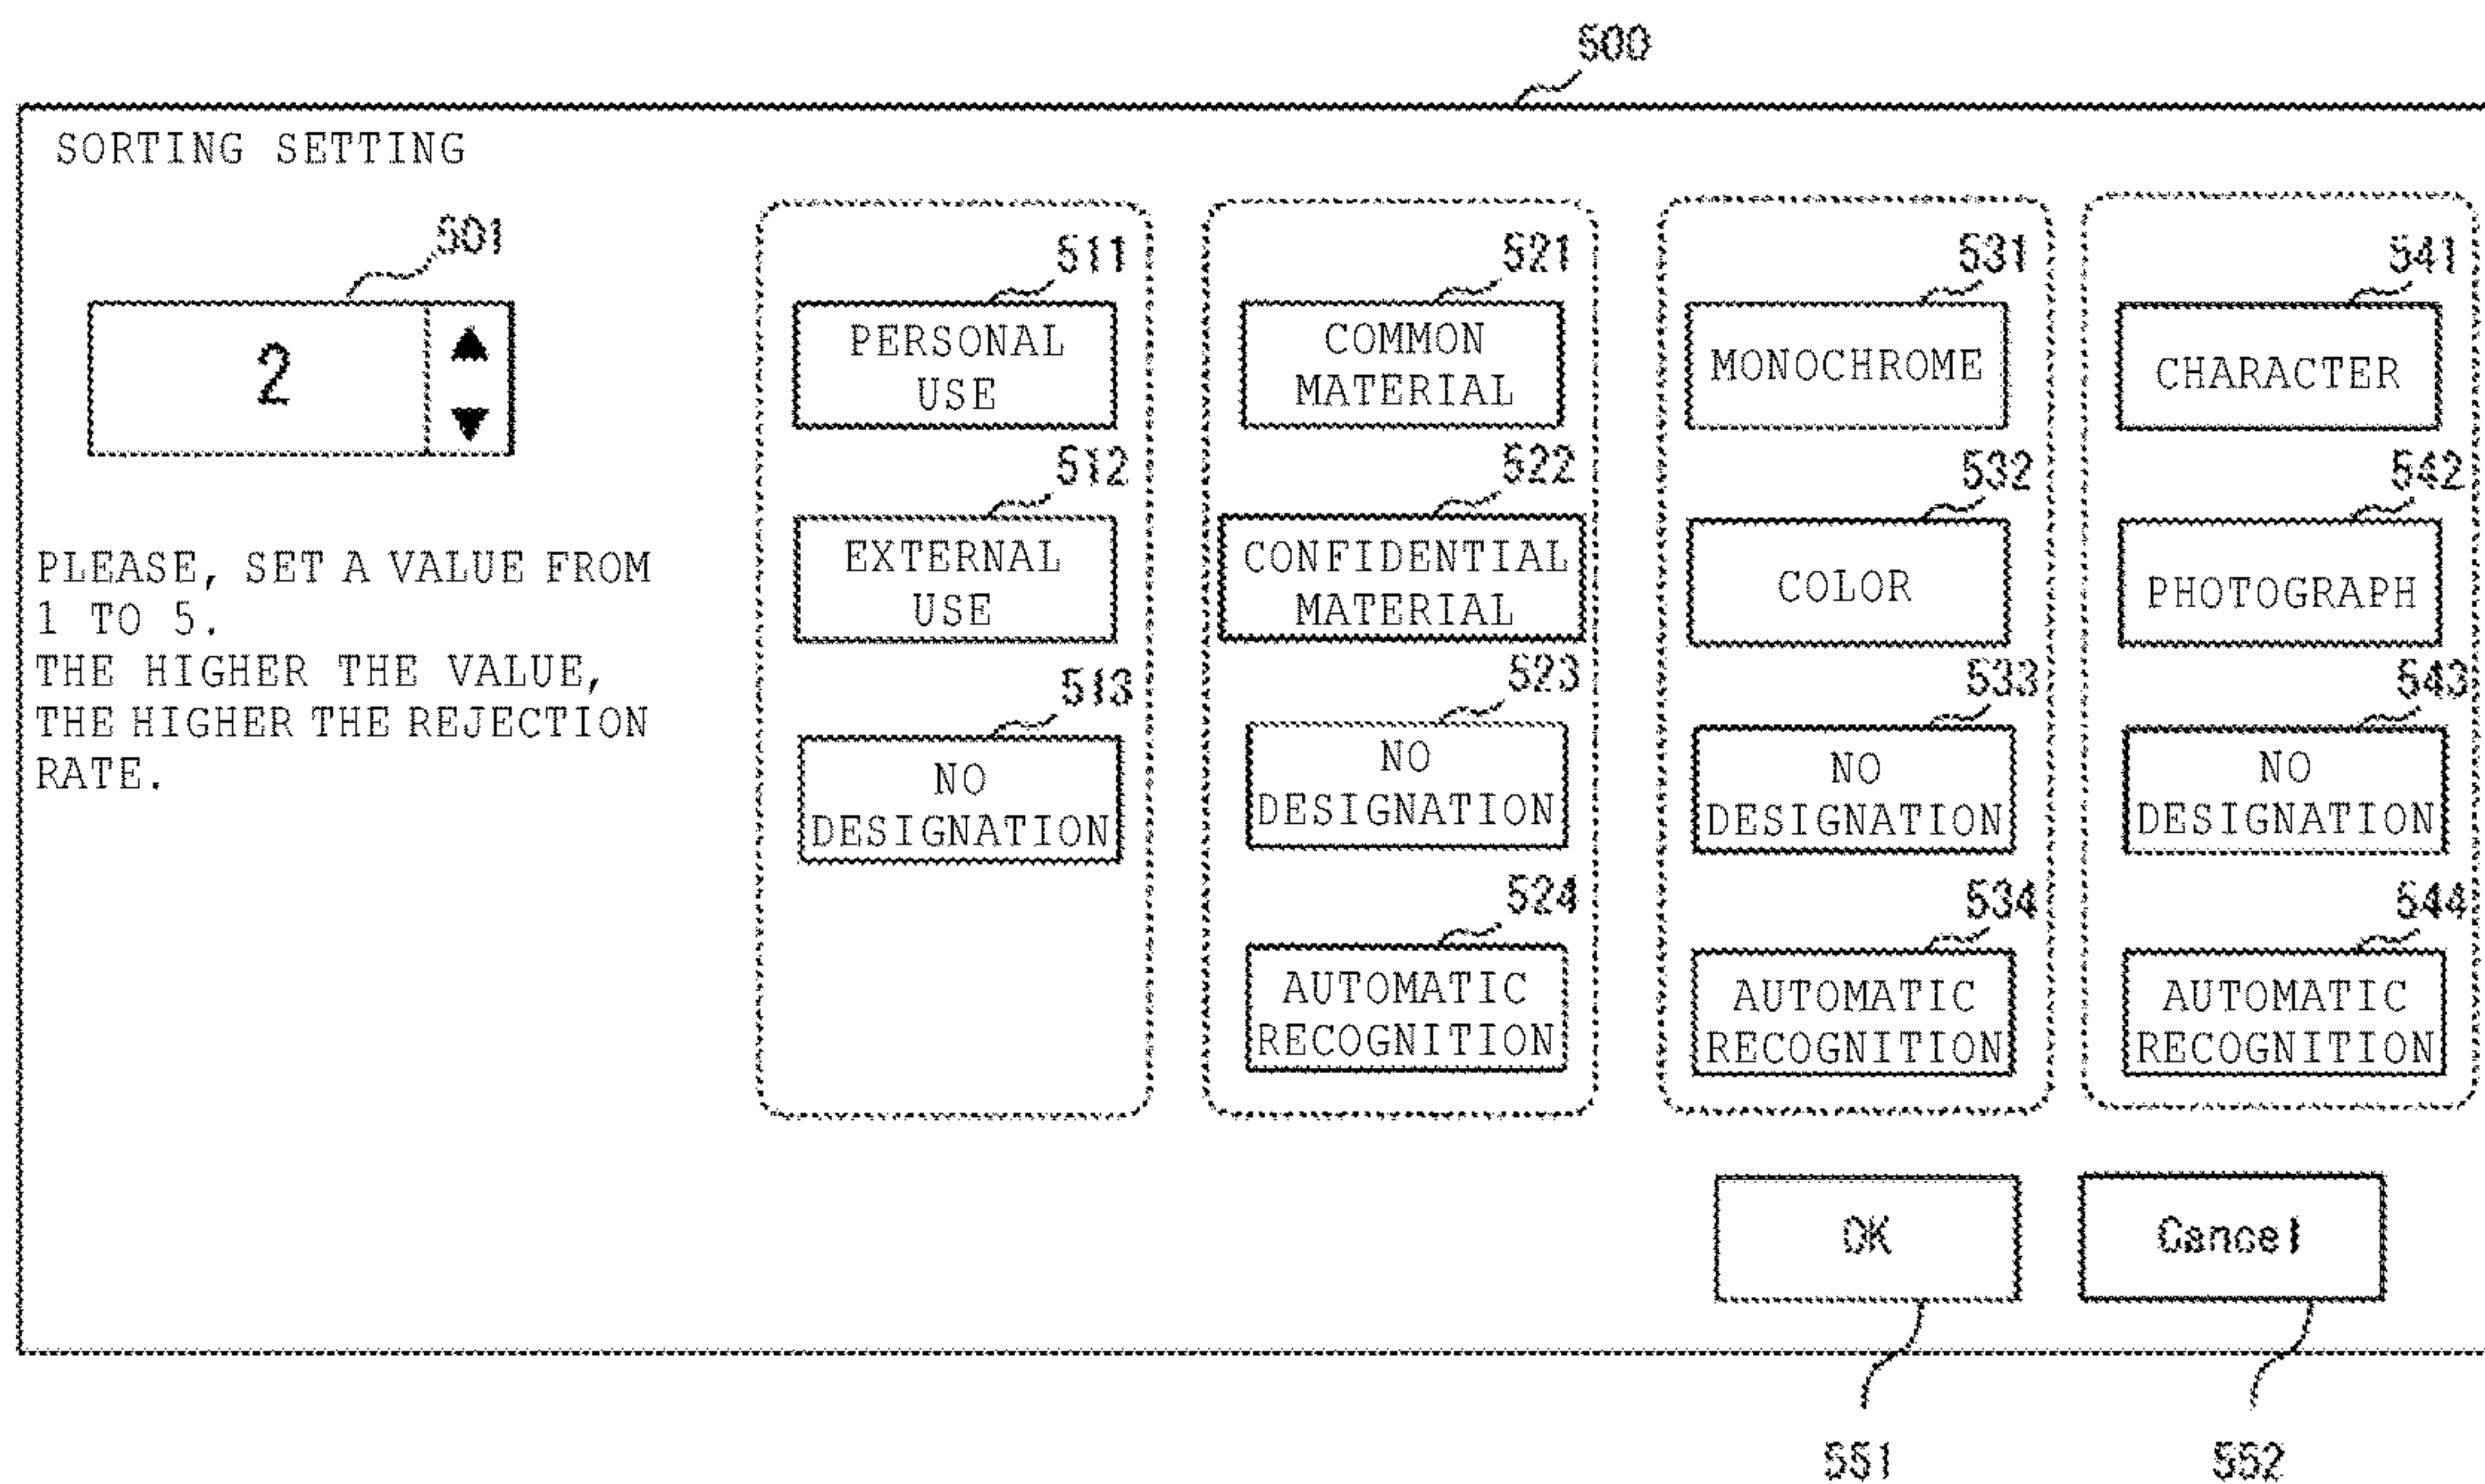 500
SORTING SETTING
501
2
PLEASE, SET A VALUE FROM
1 TO 5.
THE HIGHER THE VALUE,
THE HIGHER THE REJECTION
RATE.
511
PERSONAL
USE
512
EXTERNAL
USE
513
NO
DESIGNATION
521
COMMON
MATERIAL
522
CONFIDENTIAL
MATERIAL
523
NO
DESIGNATION
524
AUTOMATIC
RECOGNITION
531
MONOCHROME
532
COLOR
533
NO
DESIGNATION
534
AUTOMATIC
RECOGNITION
541
CHARACTER
542
PHOTOGRAPH
543
NO
DESIGNATION
544
AUTOMATIC
RECOGNITION
OK
Cancel
551
552